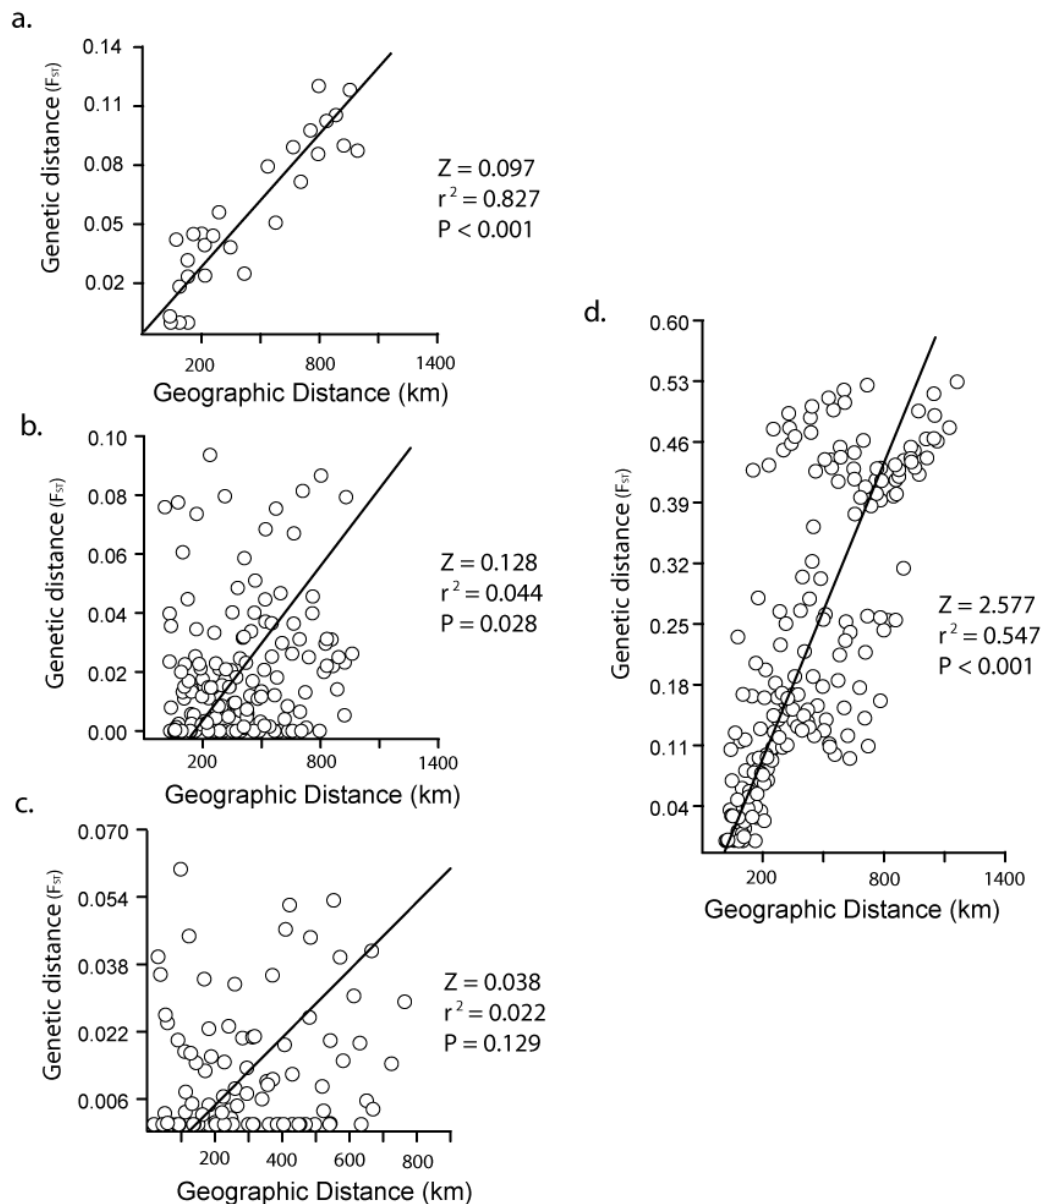 a.
0.14
0.11
0.08
0.05
0.02
Genetic distance (FST)
Z = 0.097
r² = 0.827
P < 0.001
200
800
1400
Geographic Distance (km)
b.
0.10
0.08
0.06
0.04
0.02
0.00
Genetic distance (FST)
Z = 0.128
r² = 0.044
P = 0.028
200
800
1400
Geographic Distance (km)
c.
0.070
0.054
0.038
0.022
0.006
Genetic distance (FST)
Z = 0.038
r² = 0.022
P = 0.129
200
400
600
800
Geographic Distance (km)
d.
0.60
0.53
0.46
0.39
0.32
0.25
0.18
0.11
0.04
Genetic distance (FST)
Z = 2.577
r² = 0.547
P < 0.001
200
800
1400
Geographic Distance (km)